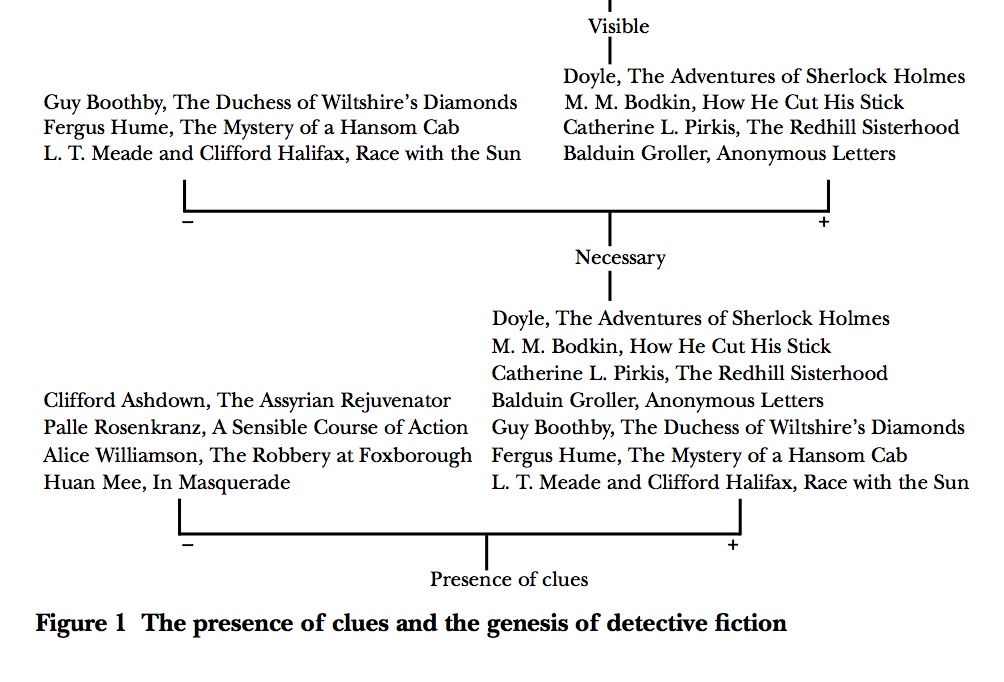 Visible
Guy Boothby, The Duchess of Wiltshire’s Diamonds
Fergus Hume, The Mystery of a Hansom Cab
L. T. Meade and Clifford Halifax, Race with the Sun
Doyle, The Adventures of Sherlock Holmes
M. M. Bodkin, How He Cut His Stick
Catherine L. Pirkis, The Redhill Sisterhood
Balduin Groller, Anonymous Letters
–
+
Necessary
Clifford Ashdown, The Assyrian Rejuvenator
Palle Rosenkranz, A Sensible Course of Action
Alice Williamson, The Robbery at Foxborough
Huan Mee, In Masquerade
Doyle, The Adventures of Sherlock Holmes
M. M. Bodkin, How He Cut His Stick
Catherine L. Pirkis, The Redhill Sisterhood
Balduin Groller, Anonymous Letters
Guy Boothby, The Duchess of Wiltshire’s Diamonds
Fergus Hume, The Mystery of a Hansom Cab
L. T. Meade and Clifford Halifax, Race with the Sun
–
+
Presence of clues
Figure 1 The presence of clues and the genesis of detective fiction